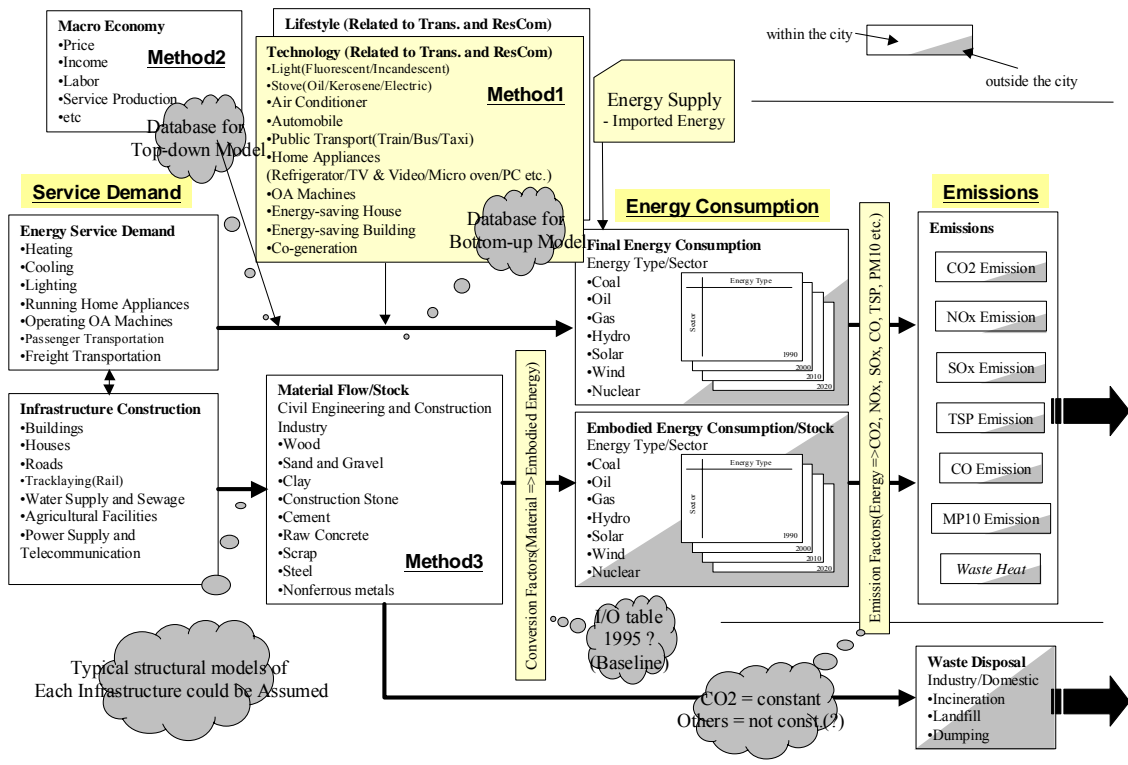 Macro Economy
•Price
•Income
•Labor
•Service Production
•etc
Method2
Database for
Top-down Model
Lifestyle (Related to Trans. and ResCom)
Technology (Related to Trans. and ResCom)
•Light(Fluorescent/Incandescent)
•Stove(Oil/Kerosene/Electric)
•Air Conditioner
•Automobile
•Public Transport(Train/Bus/Taxi)
•Home Appliances
(Refrigerator/TV & Video/Micro oven/PC etc.)
•OA Machines
•Energy-saving House
•Energy-saving Building
•Co-generation
Method1
Database for
Bottom-up Model
Energy Supply
- Imported Energy
within the city
outside the city
Service Demand
Energy Service Demand
•Heating
•Cooling
•Lighting
•Running Home Appliances
•Operating OA Machines
•Passenger Transportation
•Freight Transportation
Infrastructure Construction
•Buildings
•Houses
•Roads
•Tracklaying(Rail)
•Water Supply and Sewage
•Agricultural Facilities
•Power Supply and
Telecommunication
Typical structural models of
Each Infrastructure could be Assumed
Material Flow/Stock
Civil Engineering and Construction
Industry
•Wood
•Sand and Gravel
•Clay
•Construction Stone
•Cement
•Raw Concrete
•Scrap
•Steel
•Nonferrous metals
Method3
Conversion Factors(Material =>Embodied Energy)
Energy Consumption
Final Energy Consumption
Energy Type/Sector
•Coal
•Oil
•Gas
•Hydro
•Solar
•Wind
•Nuclear
Energy Type
Sector
1990
2000
2010
2020
Embodied Energy Consumption/Stock
Energy Type/Sector
•Coal
•Oil
•Gas
•Hydro
•Solar
•Wind
•Nuclear
Energy Type
Sector
1990
2000
2010
2020
I/O table
1995 ?
(Baseline)
Emission Factors(Energy =>CO2, NOx, SOx, CO, TSP, PM10 etc.)
CO2 = constant
Others = not const.(?)
Emissions
Emissions
CO2 Emission
NOx Emission
SOx Emission
TSP Emission
CO Emission
MP10 Emission
Waste Heat
Waste Disposal
Industry/Domestic
•Incineration
•Landfill
•Dumping